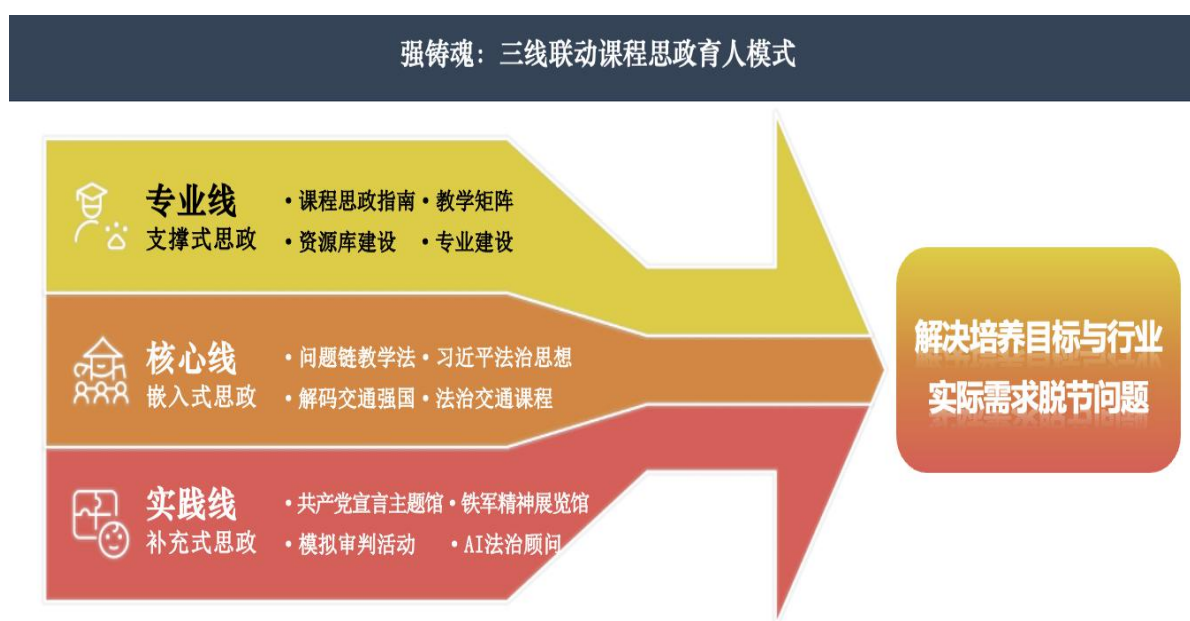 强铸魂：三线联动课程思政育人模式
专业线
支撑式思政
• 课程思政指南 • 教学矩阵
• 资源库建设 • 专业建设
核心线
嵌入式思政
• 问题链教学法 • 习近平法治思想
• 解码交通强国 • 法治交通课程
实践线
补充式思政
• 共产党宣言主题馆 • 铁军精神展览馆
• 模拟审判活动 • AI法治顾问
解决培养目标与行业
实际需求脱节问题